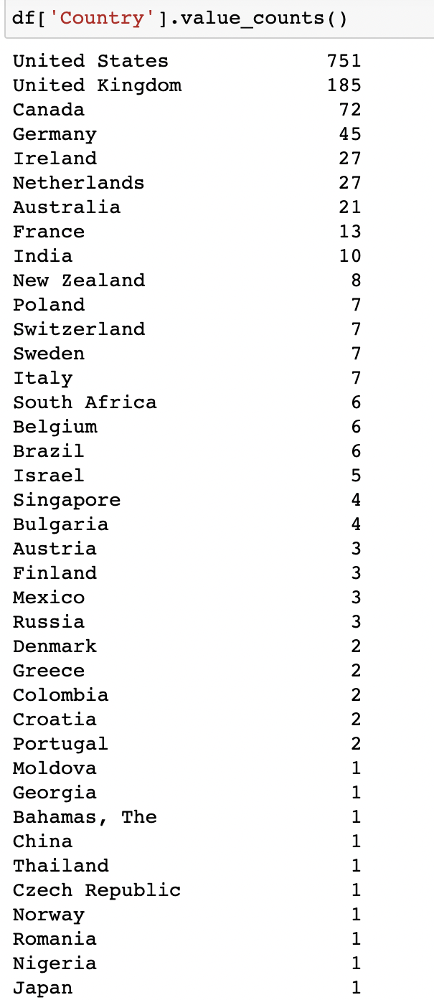 df['Country'].value_counts()
United States 751
United Kingdom 185
Canada 72
Germany 45
Ireland 27
Netherlands 27
Australia 21
France 13
India 10
New Zealand 8
Poland 7
Switzerland 7
Sweden 7
Italy 7
South Africa 6
Belgium 6
Brazil 6
Israel 5
Singapore 4
Bulgaria 4
Austria 3
Finland 3
Mexico 3
Russia 3
Denmark 2
Greece 2
Colombia 2
Croatia 2
Portugal 2
Moldova 1
Georgia 1
Bahamas, The 1
China 1
Thailand 1
Czech Republic 1
Norway 1
Romania 1
Nigeria 1
Japan 1